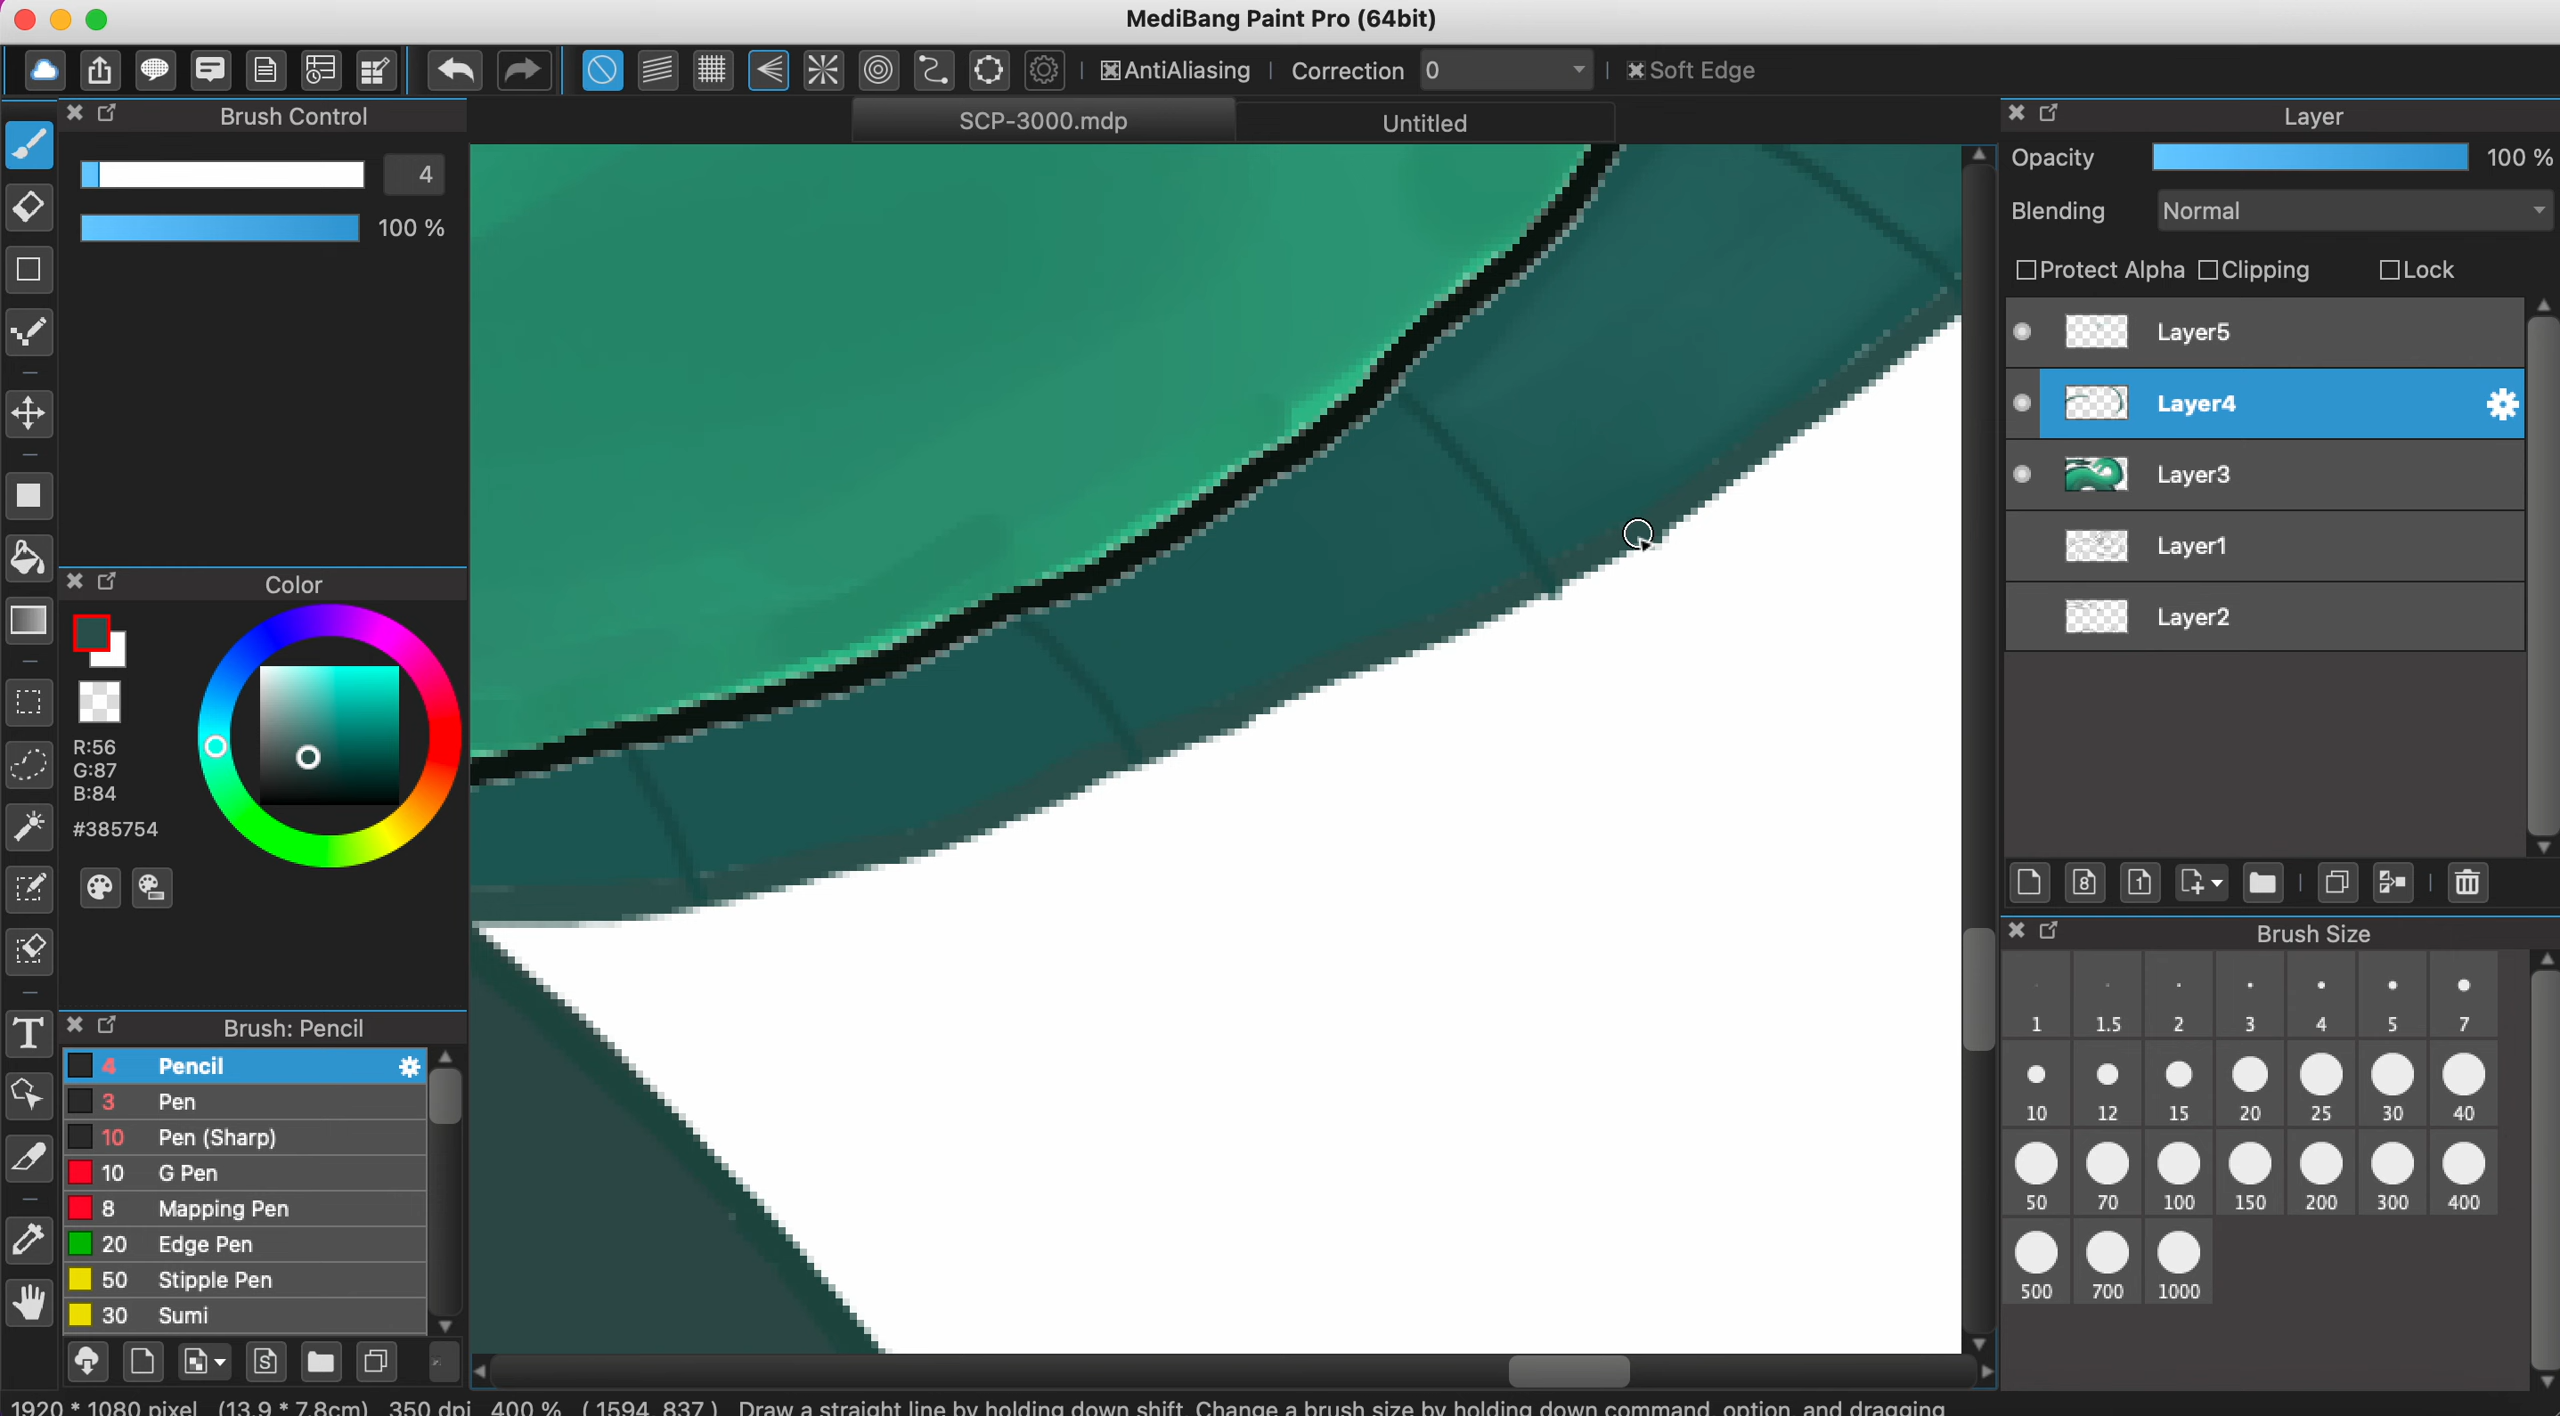 MediBang Paint Pro (64bit)
AntiAliasing Correction 0 Soft Edge
Brush Control
SCP-3000.mdp
Untitled
Layer
4
100 %
Opacity 100 %
Blending Normal
Protect Alpha Clipping Lock
Layer5
Layer4
Layer3
Layer1
Layer2
Color
R:56
G:87
B:84
#385754
8 1
Brush Size
1 1.5 2 3 4 5 7
10 12 15 20 25 30 40
50 70 100 150 200 300 400
500 700 1000
Brush: Pencil
4 Pencil
3 Pen
10 Pen (Sharp)
10 G Pen
8 Mapping Pen
20 Edge Pen
50 Stipple Pen
30 Sumi
T
S
1920 * 1080 pixel (13.9 * 7.8cm) 350 dpi 400 % ( 1594, 837 ) Draw a straight line by holding down shift, Change a brush size by holding down command, option, and dragging